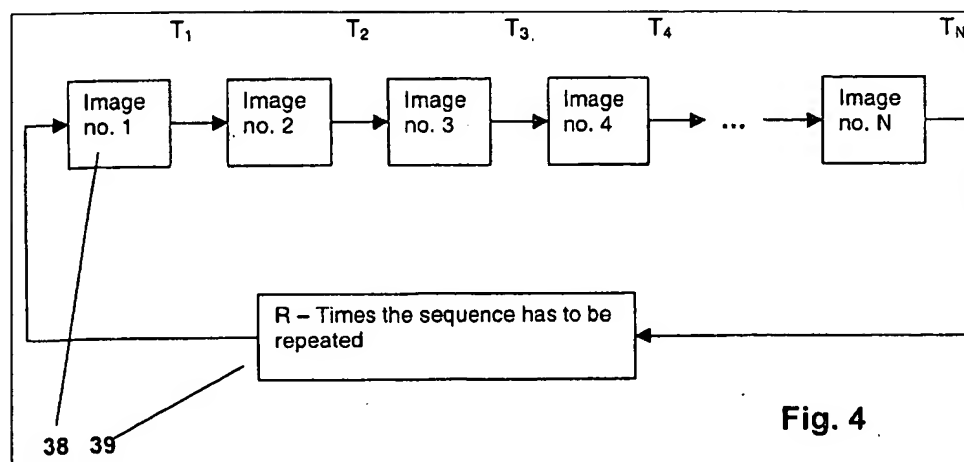 T₁ T₂ T₃ T₄ T_N
Image no. 1
Image no. 2
Image no. 3
Image no. 4
...
Image no. N
R – Times the sequence has to be
repeated
Fig. 4
38 39